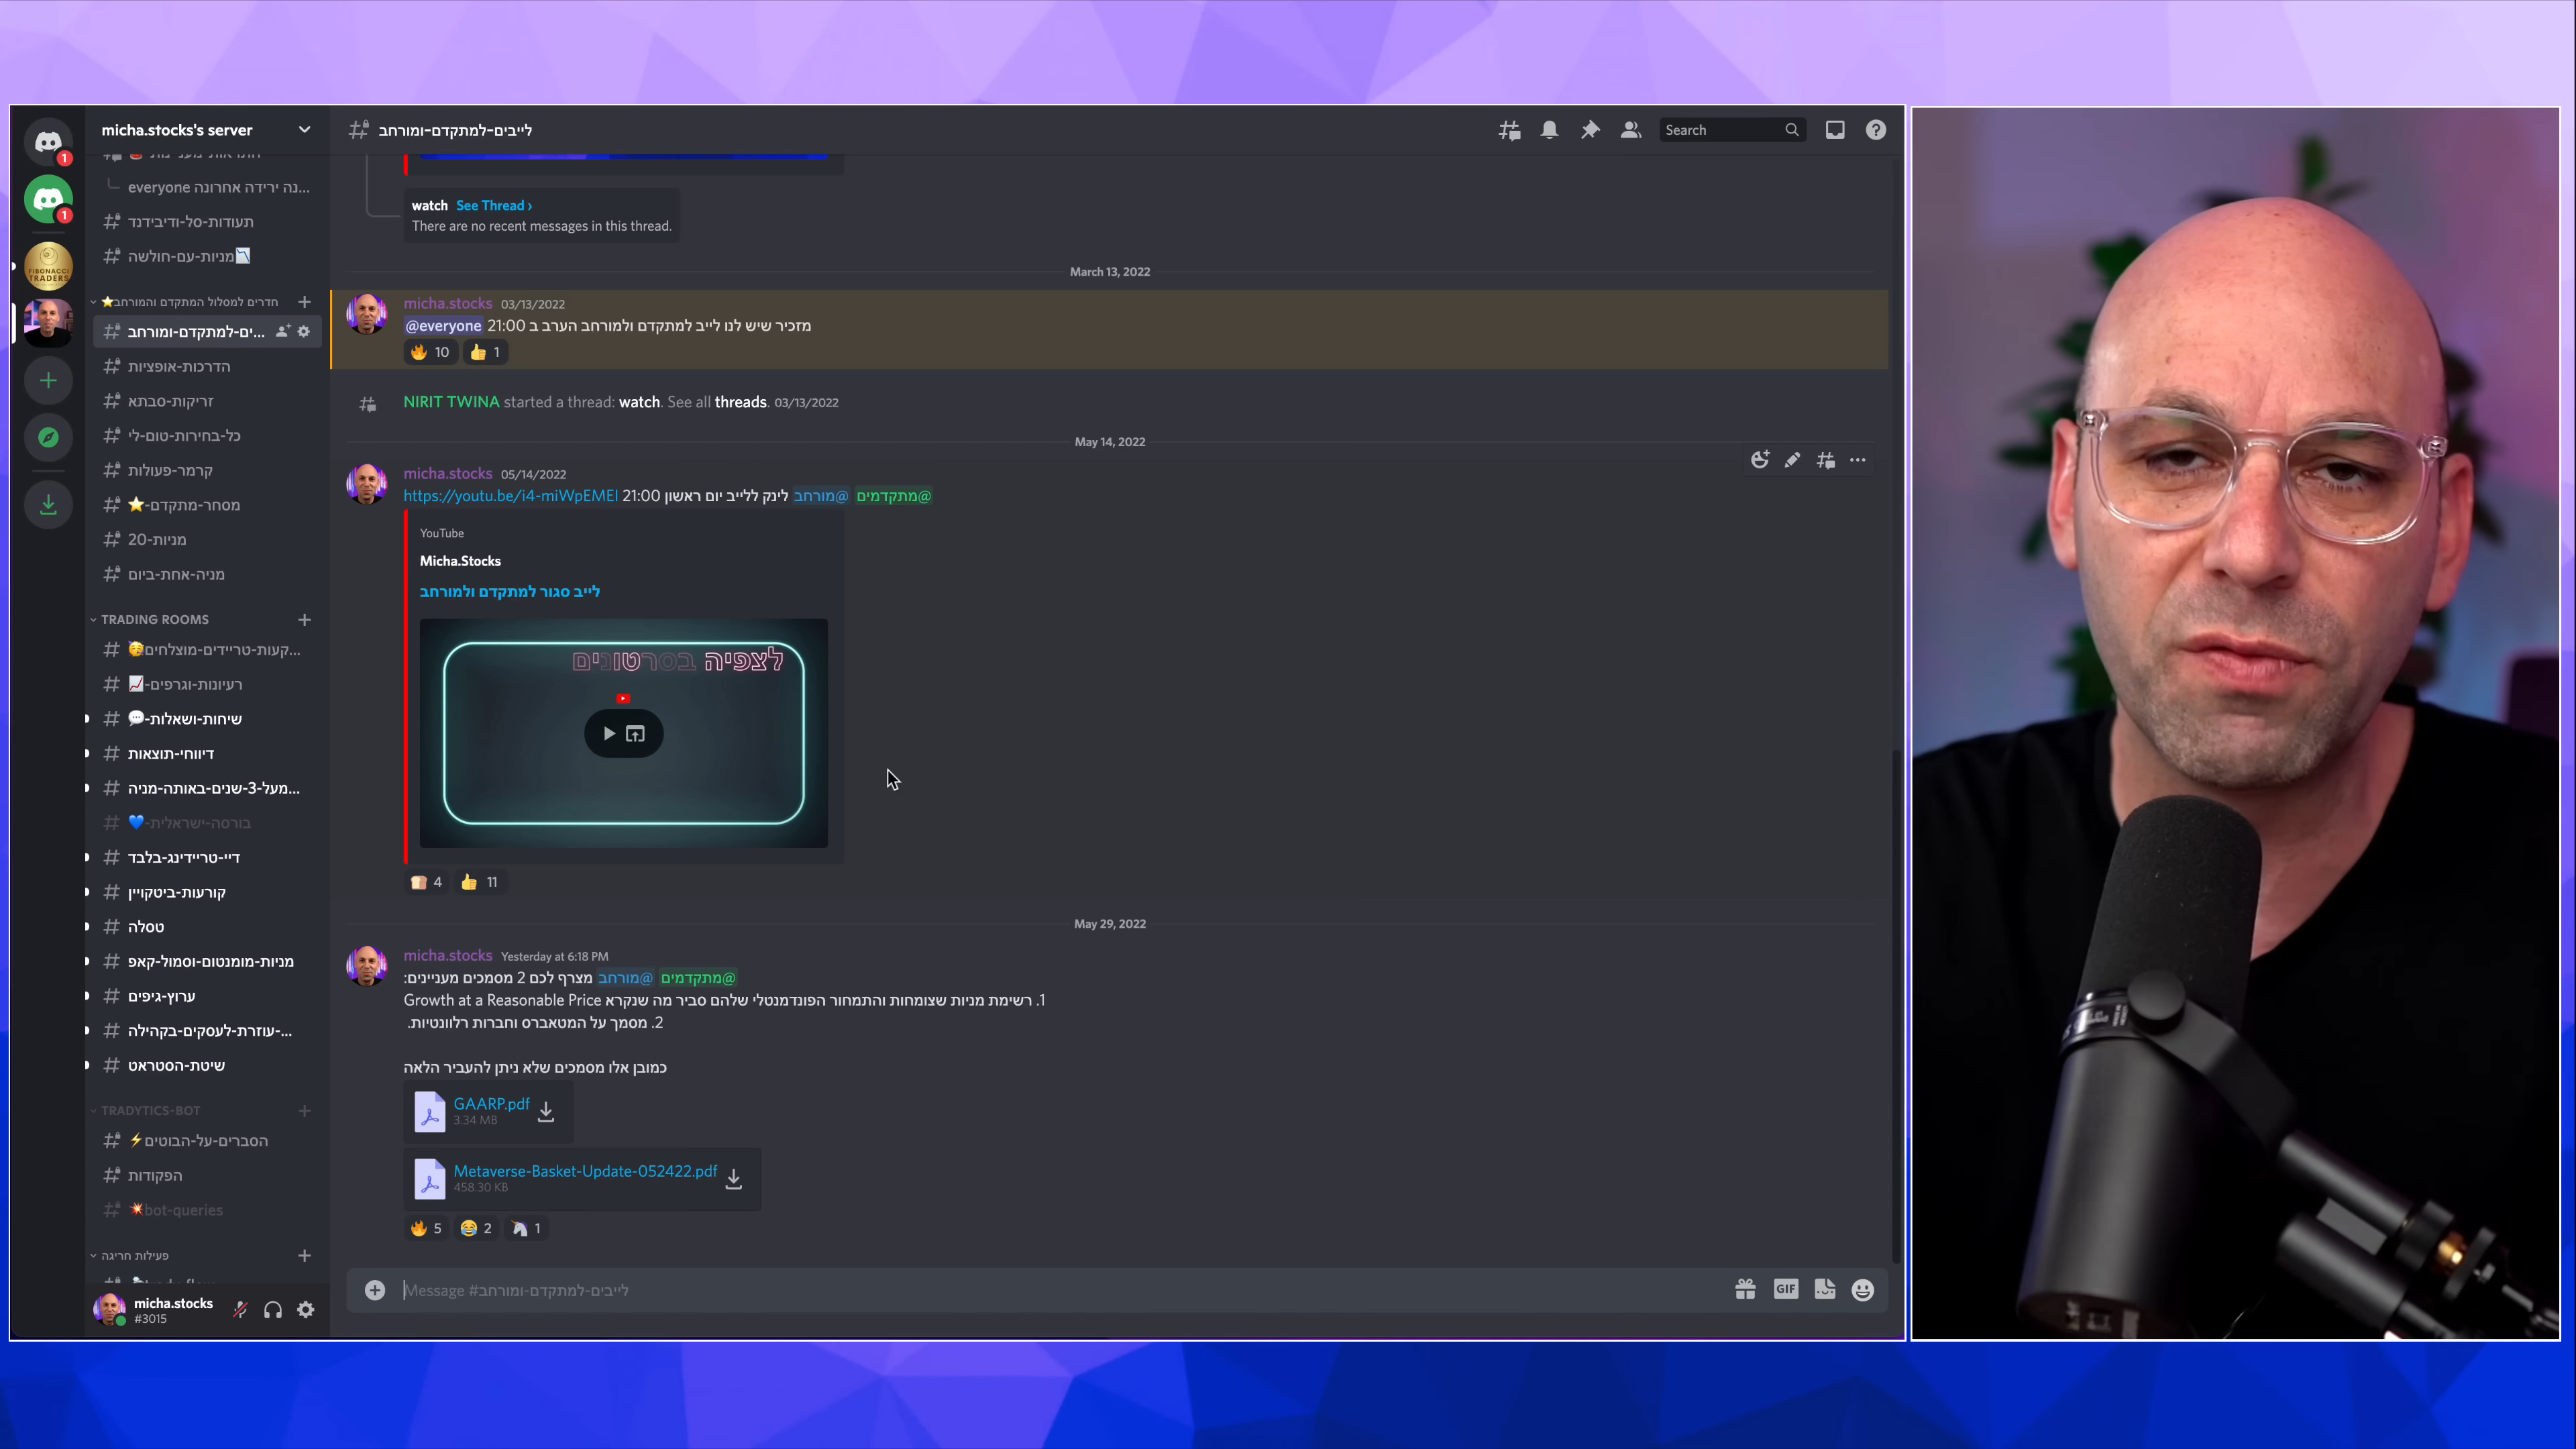 micha.stocks's server
everyone נה ירידה אחרונה...
תעודות-סל-ודיבידנד
מניות-עם-חולשה
חדרים למסלול המתקדם והמורחב
ים-למתקדם-ומורחב...
הדרכות-אופציות
זריקות-סבתא
כל-בחירות-טום-לי
קרמר-פעולות
⭐-מסחר-מתקדם
מניות-20
מניה-אחת-ביום
TRADING ROOMS
קעות-טריידים-מוצלחים...
רעיונות-וגרפים-📈
💬-שיחות-ושאלות
דיווחי-תוצאות
מעל-3-שנים-באותה-מניה...
💙-בורסה-ישראלית
דיי-טריידינג-בלבד
קורעות-ביטקויין
טסלה
מניות-מומנטום-וסמול-קאפ
ערוץ-גיפים
-עוזרת-לעסקים-בקהילה...
שיטת-הסטראט
TRADYTICS-BOT
⚡הסברים-על-הבוטים
הפקודות
💥bot-queries
פעילות חריגה
micha.stocks
#3015
FIBONACCI
TRADERS
לייבים-למתקדם-ומורחב
Search
watch See Thread ›
There are no recent messages in this thread.
March 13, 2022
micha.stocks 03/13/2022
@everyone מזכיר שיש לנו לייב למתקדם ולמורחב הערב ב 21:00
🔥 10 👍 1
NIRIT TWINA started a thread: watch. See all threads. 03/13/2022
May 14, 2022
micha.stocks 05/14/2022
@מתקדמים @מורחב לינק ללייב יום ראשון 21:00 https://youtu.be/i4-miWpEMEI
YouTube
Micha.Stocks
לייב סגור למתקדם ולמורחב
לצפיה בסרטונים
🍞 4 👍 11
May 29, 2022
micha.stocks Yesterday at 6:18 PM
@מתקדמים @מורחב מצרף לכם 2 מסמכים מעניינים:
1. רשימת מניות שצומחות והתמחור הפונדמנטלי שלהם סביר מה שנקרא Growth at a Reasonable Price
2. מסמך על המטאברס וחברות רלוונטיות.
כמובן אלו מסמכים שלא ניתן להעביר הלאה
GAARP.pdf
3.34 MB
Metaverse-Basket-Update-052422.pdf
458.30 KB
🔥 5 😂 2 🦄 1
Message #לייבים-למתקדם-ומורחב
GIF